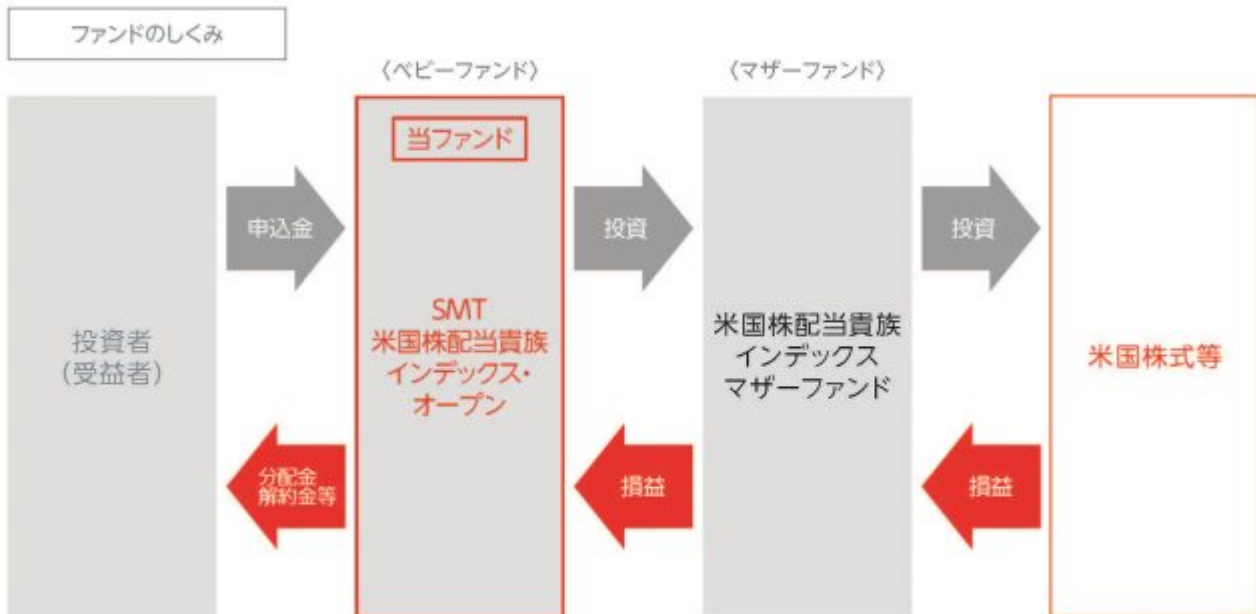 ファンドのしくみ
〈ベビーファンド〉
〈マザーファンド〉
当ファンド
申込金
投資
投資
投資者
(受益者)
SMT
米国株配当貴族
インデックス・
オープン
米国株配当貴族
インデックス
マザーファンド
米国株式等
分配金
解約金等
損益
損益